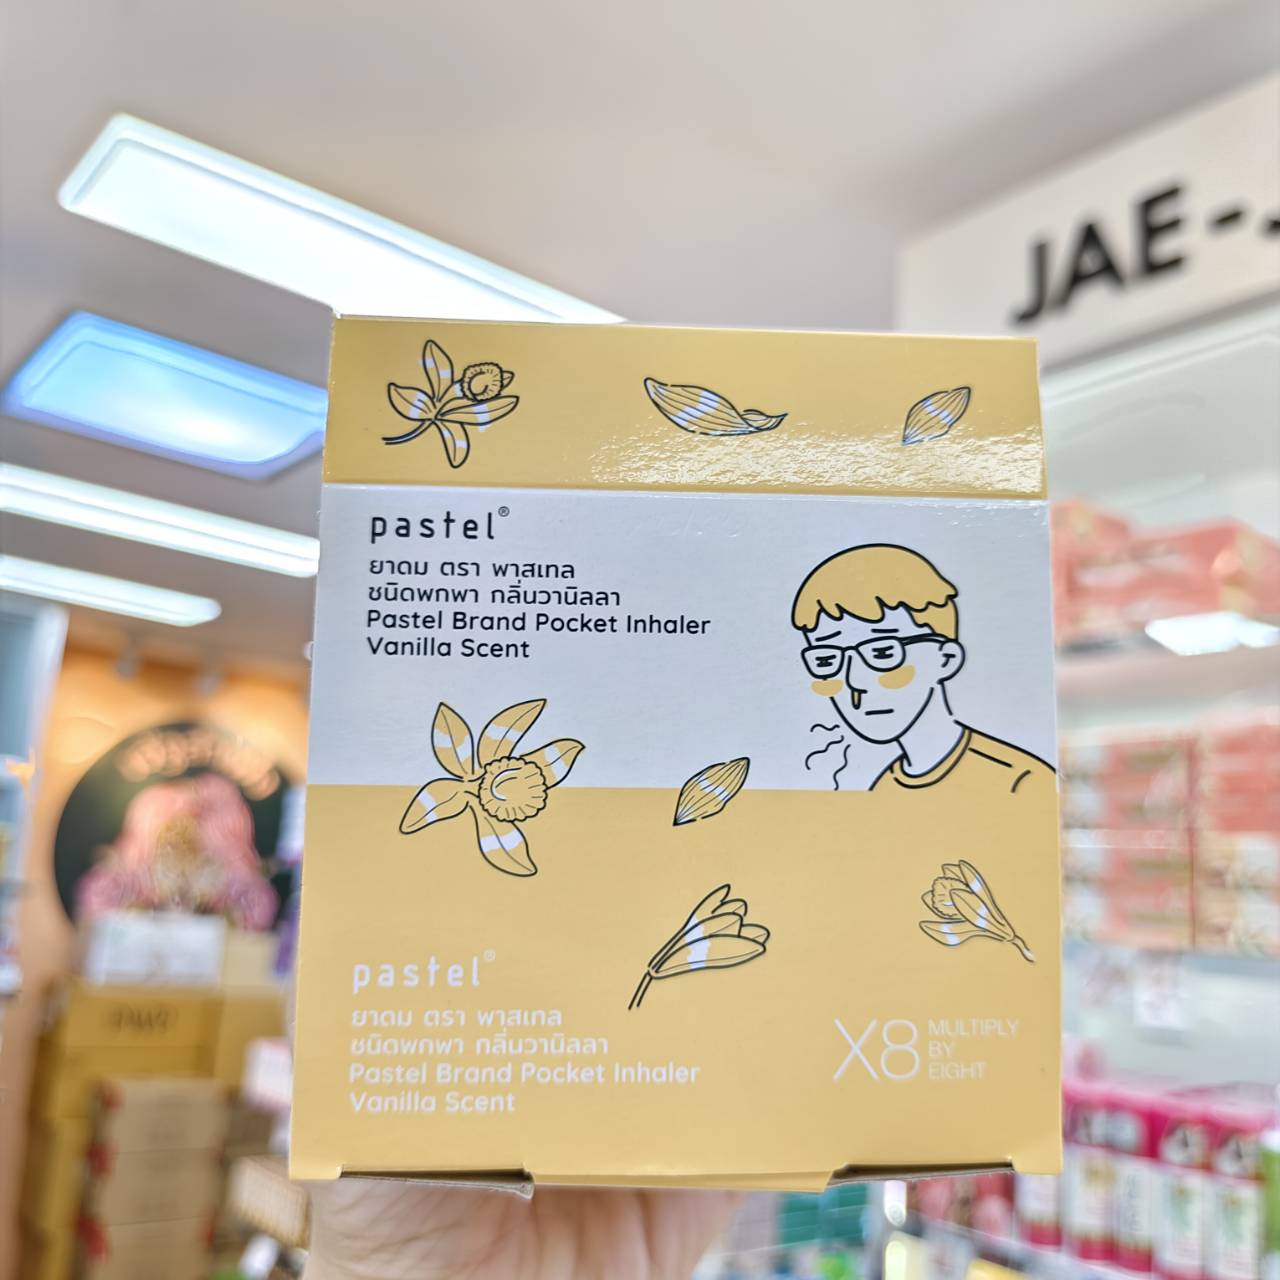 JAE-
pastel®
ยาดม ตรา พาสเทล
ชนิดพกพา กลิ่นวานิลลา
Pastel Brand Pocket Inhaler
Vanilla Scent
pastel®
ยาดม ตรา พาสเทล
ชนิดพกพา กลิ่นวานิลลา
Pastel Brand Pocket Inhaler
Vanilla Scent
X8
MULTIPLY
BY
EIGHT